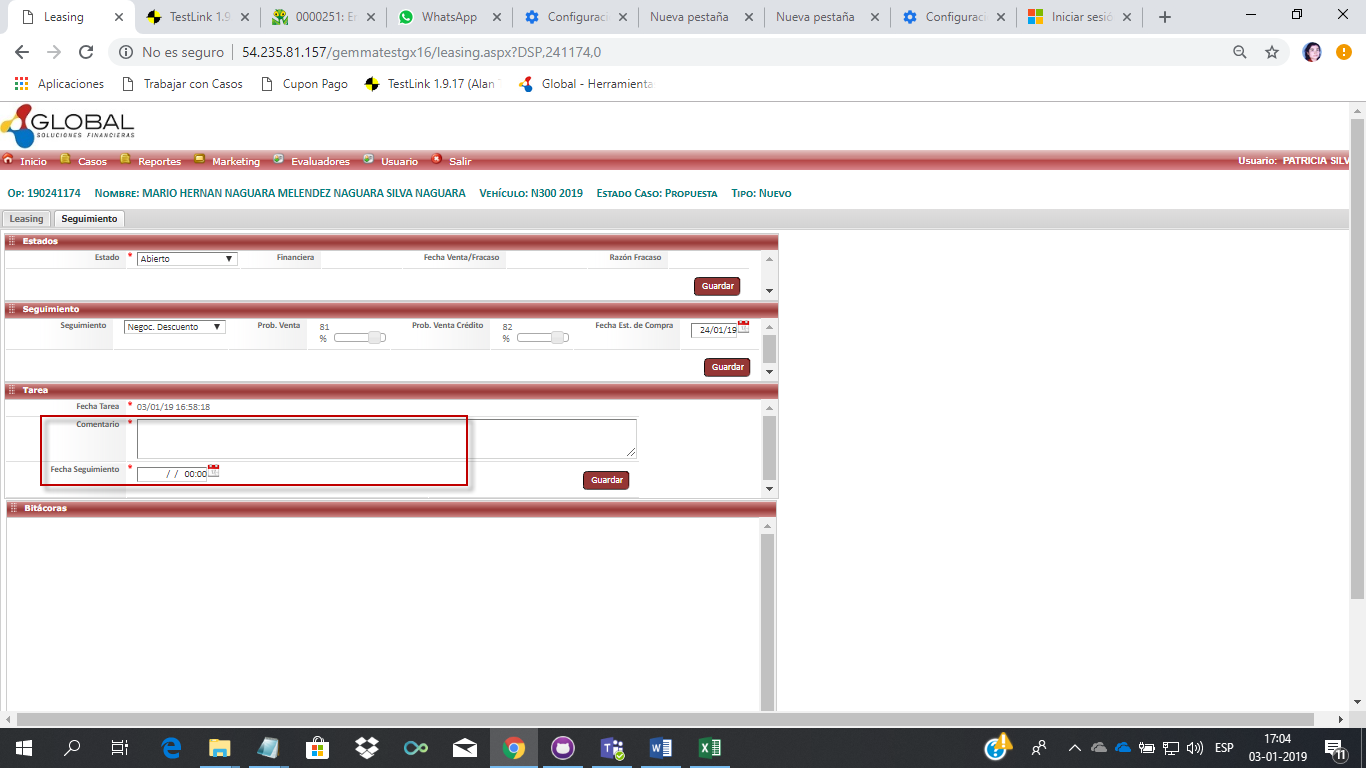 Leasing
TestLink 1.9
0000251: Er
WhatsApp
Configuraci
Nueva pestaña
Nueva pestaña
Configuraci
Iniciar sesió
No es seguro | 54.235.81.157/gemmatestgx16/leasing.aspx?DSP,241174,0
Aplicaciones
Trabajar con Casos
Cupon Pago
TestLink 1.9.17 (Alan
Global - Herramienta
GLOBAL
SOLUCIONES FINANCIERAS
Inicio Casos Reportes Marketing Evaluadores Usuario Salir Usuario: PATRICIA SILV
Op: 190241174 Nombre: MARIO HERNAN NAGUARA MELENDEZ NAGUARA SILVA NAGUARA Vehículo: N300 2019 Estado Caso: Propuesta Tipo: Nuevo
Leasing Seguimiento
Estados
Estado * Abierto Financiera Fecha Venta/Fracaso Razón Fracaso
Guardar
Seguimiento
Seguimiento Negoc. Descuento Prob. Venta 81 % Prob. Venta Crédito 82 % Fecha Est. de Compra 24/01/19
Guardar
Tarea
Fecha Tarea * 03/01/19 16:58:18
Comentario *
Fecha Seguimiento * / / 00:00
Guardar
Bitácoras
ESP
17:04
03-01-2019
11